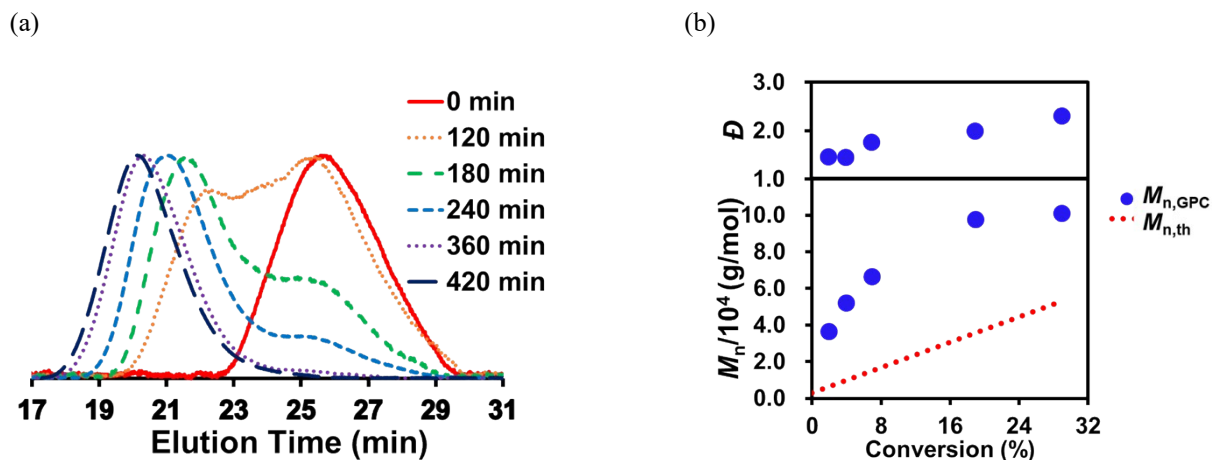 (a)
0 min
120 min
180 min
240 min
360 min
420 min
17 19 21 23 25 27 29 31
Elution Time (min)
(b)
3.0
2.0
1.0
Đ
10.0
8.0
6.0
4.0
2.0
0.0
Mn/10⁴ (g/mol)
0 8 16 24 32
Conversion (%)
Mn,GPC
Mn,th